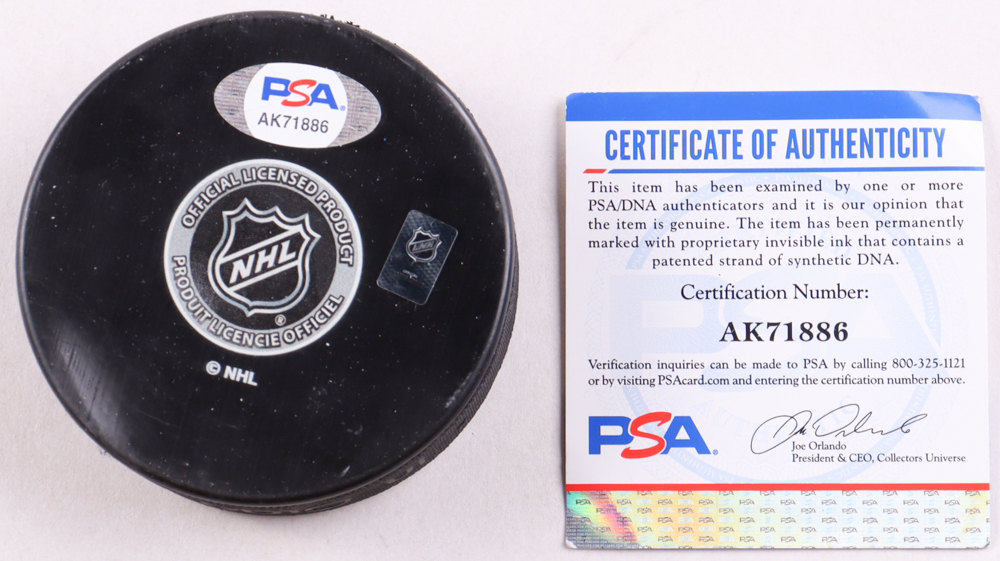 PSA
AK71886
OFFICIAL LICENSED PRODUCT
NHL
®
PRODUIT LICENCIE OFFICIEL
© NHL
NHL
CERTIFICATE OF AUTHENTICITY
This item has been examined by one or more
PSA/DNA authenticators and it is our opinion that
the item is genuine. The item has been permanently
marked with proprietary invisible ink that contains a
patented strand of synthetic DNA.
Certification Number:
AK71886
Verification inquiries can be made to PSA by calling 800-325-1121
or by visiting PSAcard.com and entering the certification number above.
PSA
Joe Orlando
President & CEO, Collectors Universe